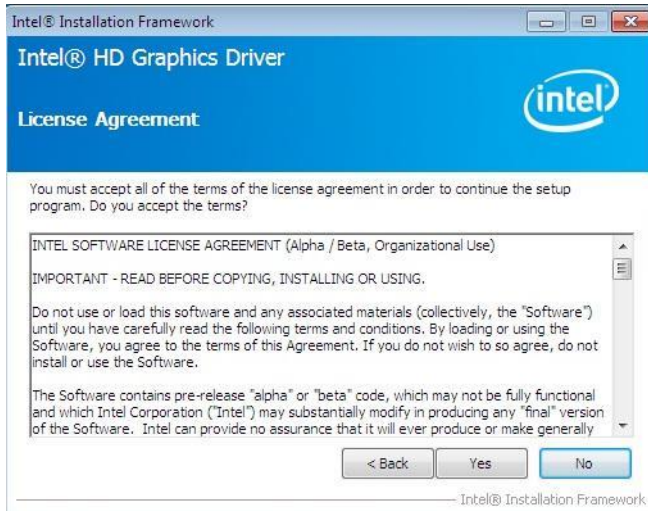 Intel® Installation Framework
Intel® HD Graphics Driver
intel
License Agreement
You must accept all of the terms of the license agreement in order to continue the setup
program. Do you accept the terms?
INTEL SOFTWARE LICENSE AGREEMENT (Alpha / Beta, Organizational Use)
IMPORTANT - READ BEFORE COPYING, INSTALLING OR USING.
Do not use or load this software and any associated materials (collectively, the "Software")
until you have carefully read the following terms and conditions. By loading or using the
Software, you agree to the terms of this Agreement. If you do not wish to so agree, do not
install or use the Software.
The Software contains pre-release "alpha" or "beta" code, which may not be fully functional
and which Intel Corporation ("Intel") may substantially modify in producing any "final" version
of the Software. Intel can provide no assurance that it will ever produce or make generally
< Back Yes No
Intel® Installation Framework